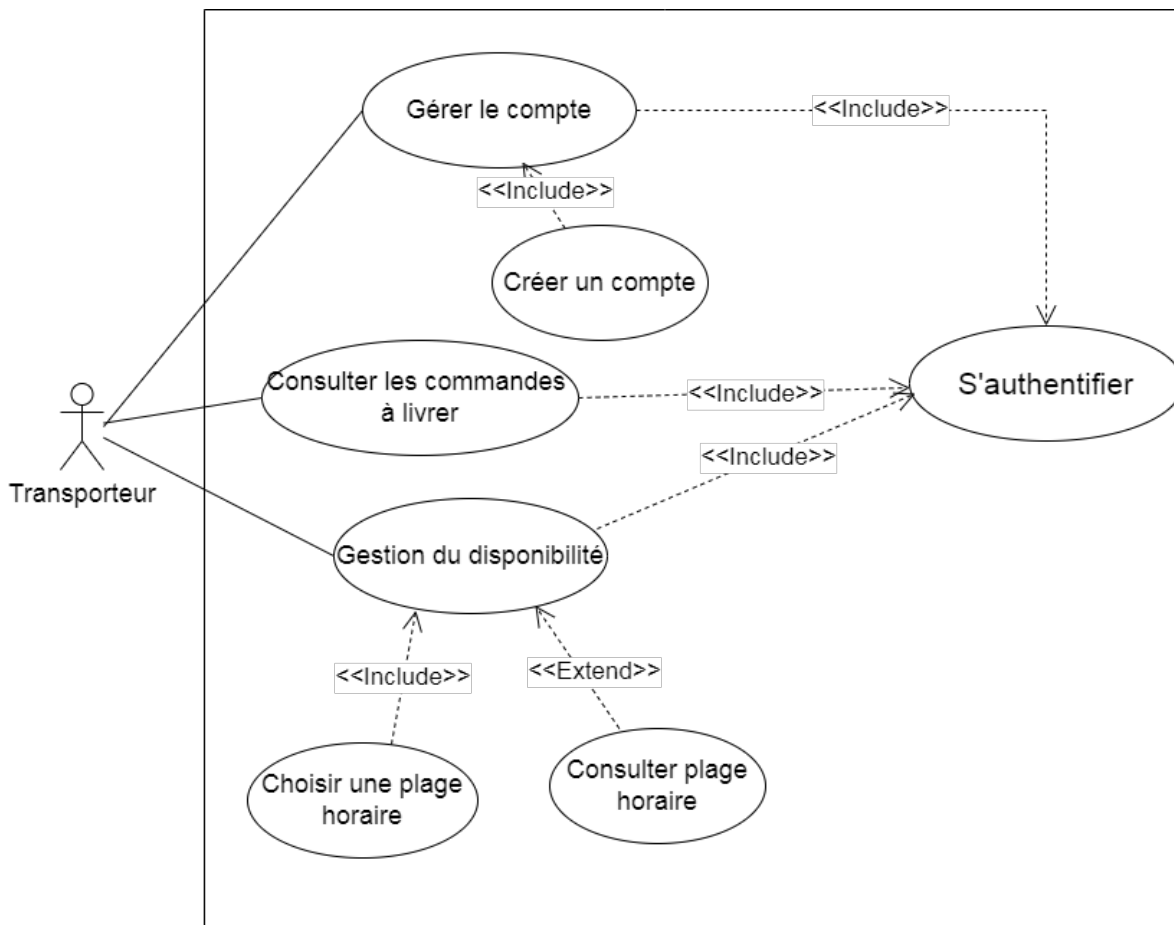 Gérer le compte
<<Include>>
<<Include>>
Créer un compte
Consulter les commandes
à livrer
<<Include>>
S'authentifier
<<Include>>
Transporteur
Gestion du disponibilité
<<Include>>
<<Extend>>
Choisir une plage
horaire
Consulter plage
horaire